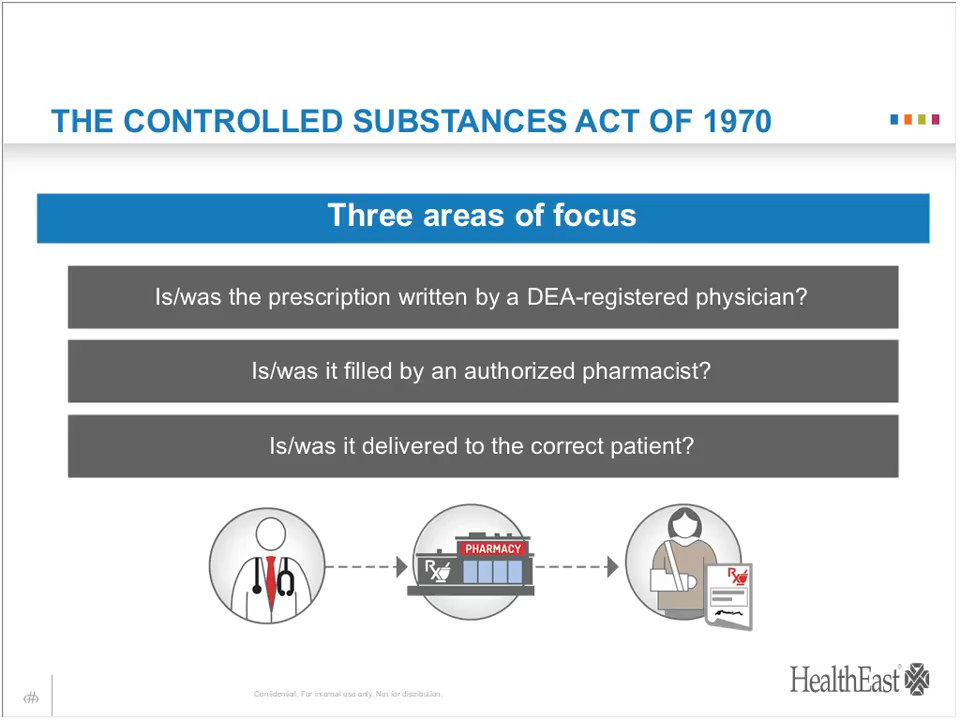 THE CONTROLLED SUBSTANCES ACT OF 1970
Three areas of focus
Is/was the prescription written by a DEA-registered physician?
Is/was it filled by an authorized pharmacist?
Is/was it delivered to the correct patient?
PHARMACY
Rx
Rx
‹#›
Confidential. For internal use only. Not for distribution.
HealthEast®